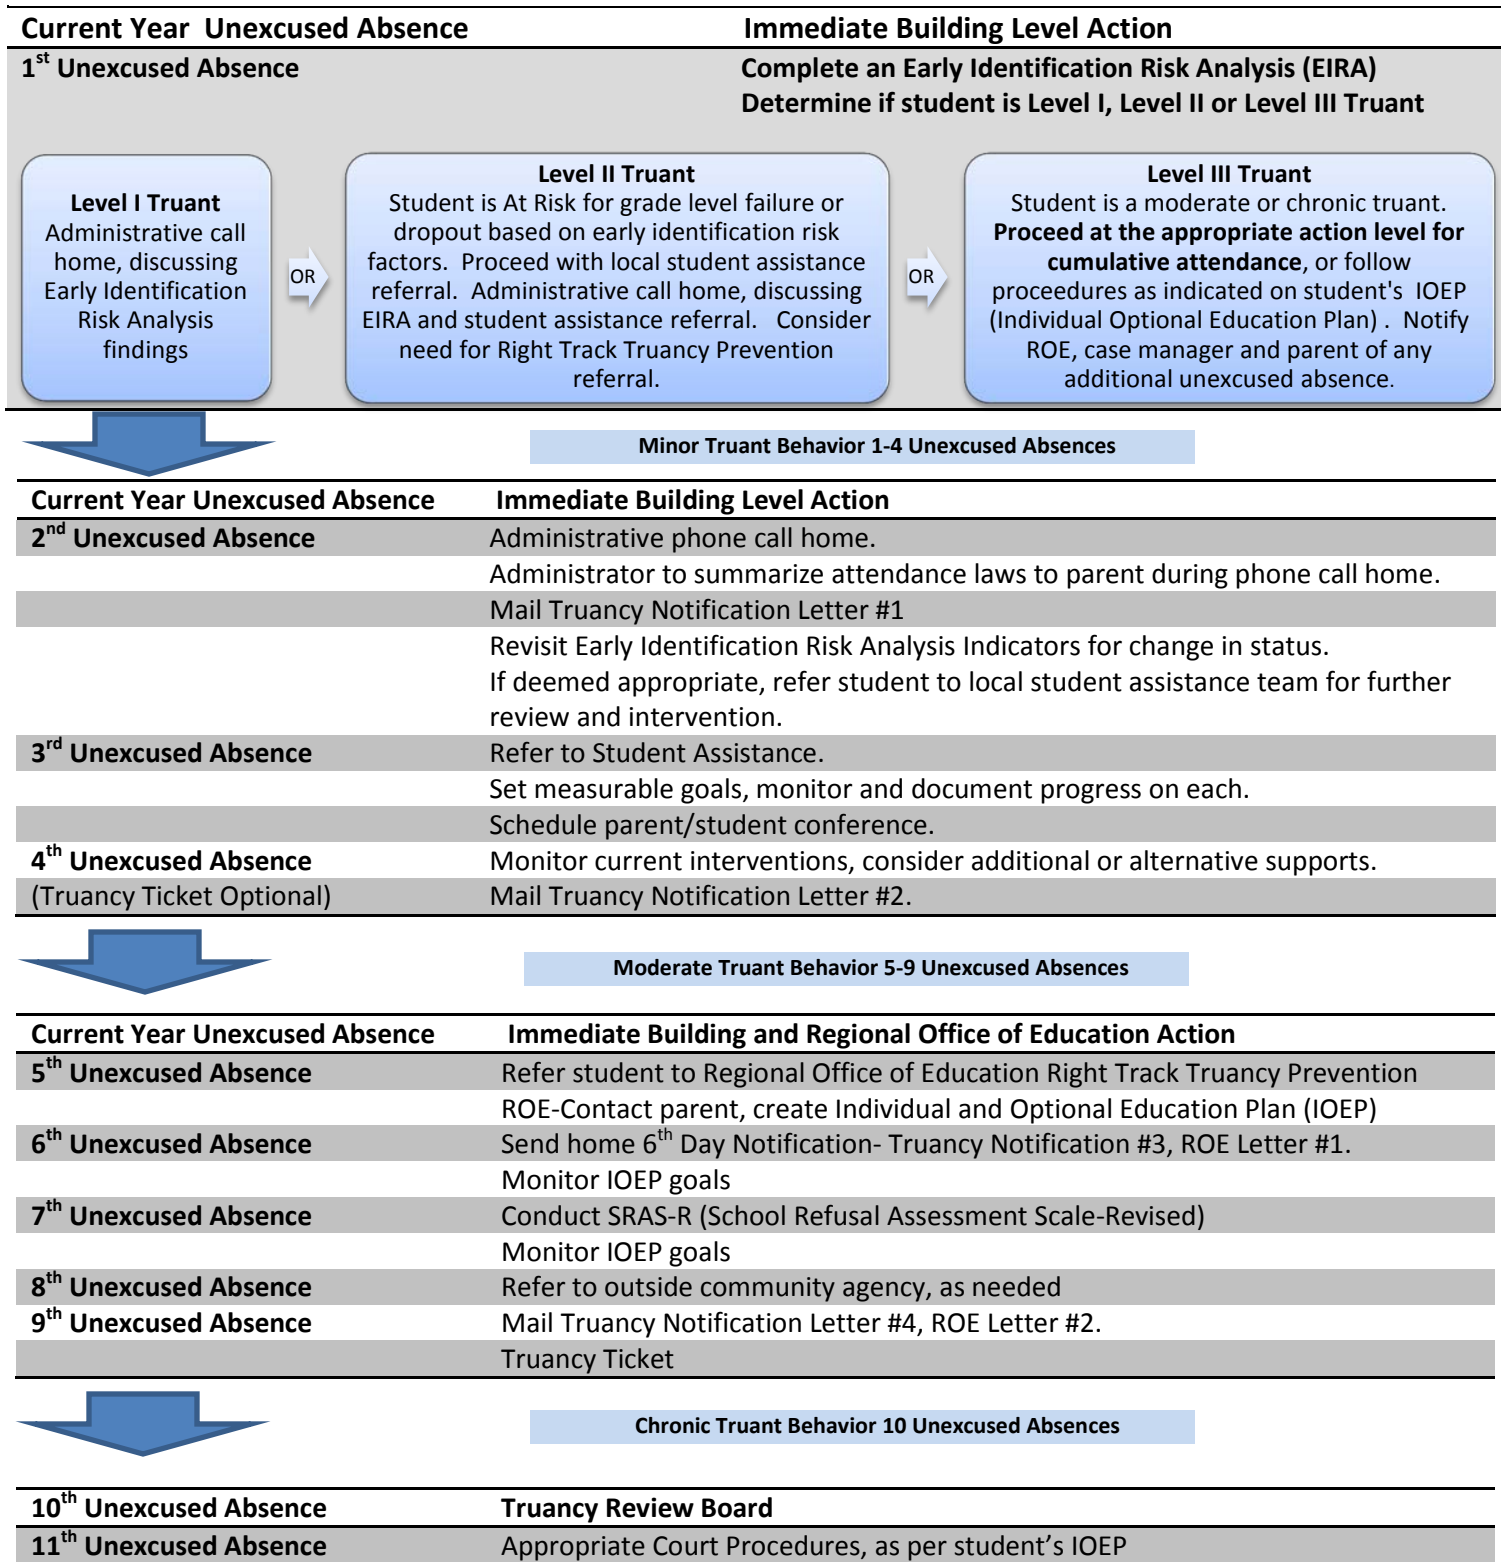 Current Year Unexcused Absence Immediate Building Level Action
1st Unexcused Absence Complete an Early Identification Risk Analysis (EIRA)
Determine if student is Level I, Level II or Level III Truant
Level I Truant
Administrative call
home, discussing
Early Identification
Risk Analysis
findings
OR
Level II Truant
Student is At Risk for grade level failure or
dropout based on early identification risk
factors. Proceed with local student assistance
referral. Administrative call home, discussing
EIRA and student assistance referral. Consider
need for Right Track Truancy Prevention
referral.
OR
Level III Truant
Student is a moderate or chronic truant.
Proceed at the appropriate action level for
cumulative attendance, or follow
proceedures as indicated on student's IOEP
(Individual Optional Education Plan) . Notify
ROE, case manager and parent of any
additional unexcused absence.
Minor Truant Behavior 1-4 Unexcused Absences
Current Year Unexcused Absence Immediate Building Level Action
2nd Unexcused Absence Administrative phone call home.
Administrator to summarize attendance laws to parent during phone call home.
Mail Truancy Notification Letter #1
Revisit Early Identification Risk Analysis Indicators for change in status.
If deemed appropriate, refer student to local student assistance team for further
review and intervention.
3rd Unexcused Absence Refer to Student Assistance.
Set measurable goals, monitor and document progress on each.
Schedule parent/student conference.
4th Unexcused Absence Monitor current interventions, consider additional or alternative supports.
(Truancy Ticket Optional) Mail Truancy Notification Letter #2.
Moderate Truant Behavior 5-9 Unexcused Absences
Current Year Unexcused Absence Immediate Building and Regional Office of Education Action
5th Unexcused Absence Refer student to Regional Office of Education Right Track Truancy Prevention
ROE-Contact parent, create Individual and Optional Education Plan (IOEP)
6th Unexcused Absence Send home 6th Day Notification- Truancy Notification #3, ROE Letter #1.
Monitor IOEP goals
7th Unexcused Absence Conduct SRAS-R (School Refusal Assessment Scale-Revised)
Monitor IOEP goals
8th Unexcused Absence Refer to outside community agency, as needed
9th Unexcused Absence Mail Truancy Notification Letter #4, ROE Letter #2.
Truancy Ticket
Chronic Truant Behavior 10 Unexcused Absences
10th Unexcused Absence Truancy Review Board
11th Unexcused Absence Appropriate Court Procedures, as per student’s IOEP